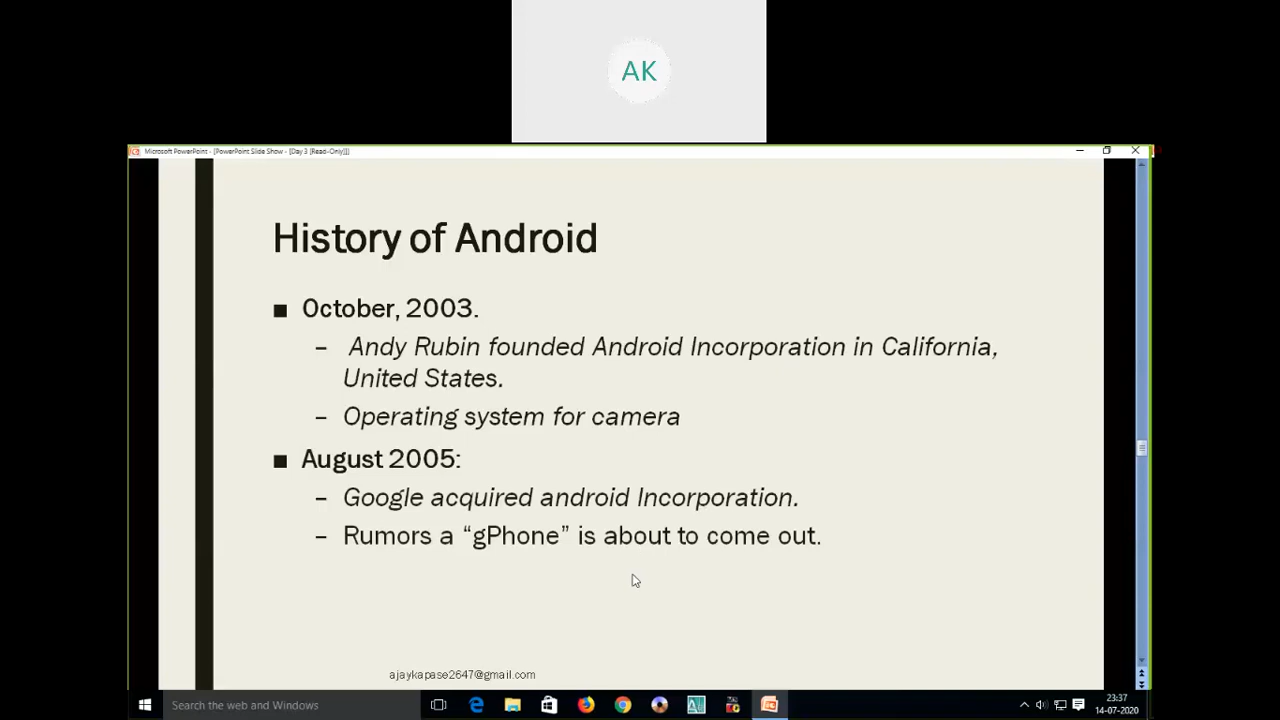 AK
Microsoft PowerPoint - [PowerPoint Slide Show - [Day 3 [Read-Only]]]
History of Android
■ October, 2003.
– Andy Rubin founded Android Incorporation in California,
United States.
– Operating system for camera
■ August 2005:
– Google acquired android Incorporation.
– Rumors a “gPhone” is about to come out.
ajaykapase2647@gmail.com
Search the web and Windows
23:37
14-07-2020